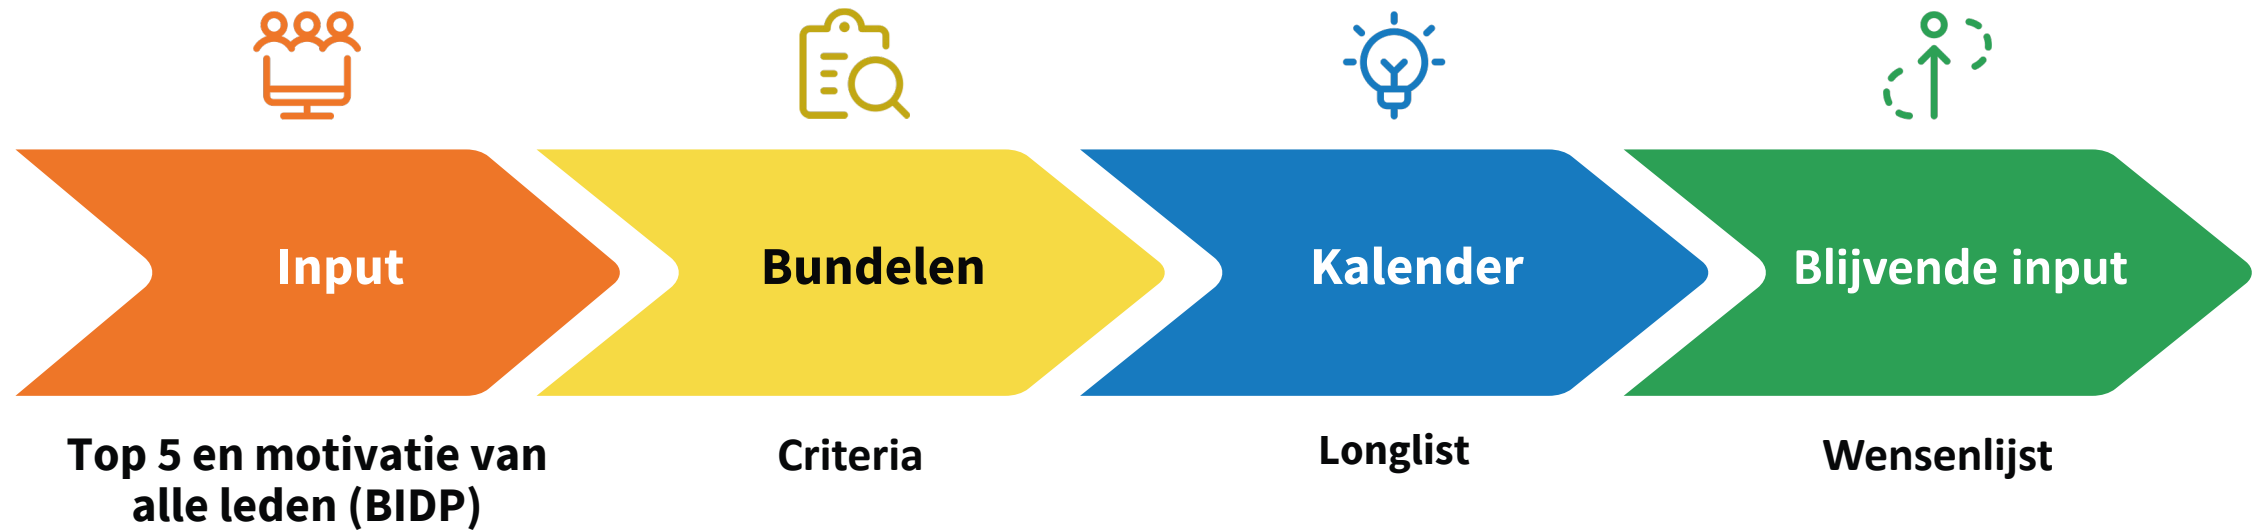 Input
Bundelen
Kalender
Blijvende input
Top 5 en motivatie van
alle leden (BIDP)
Criteria
Longlist
Wensenlijst